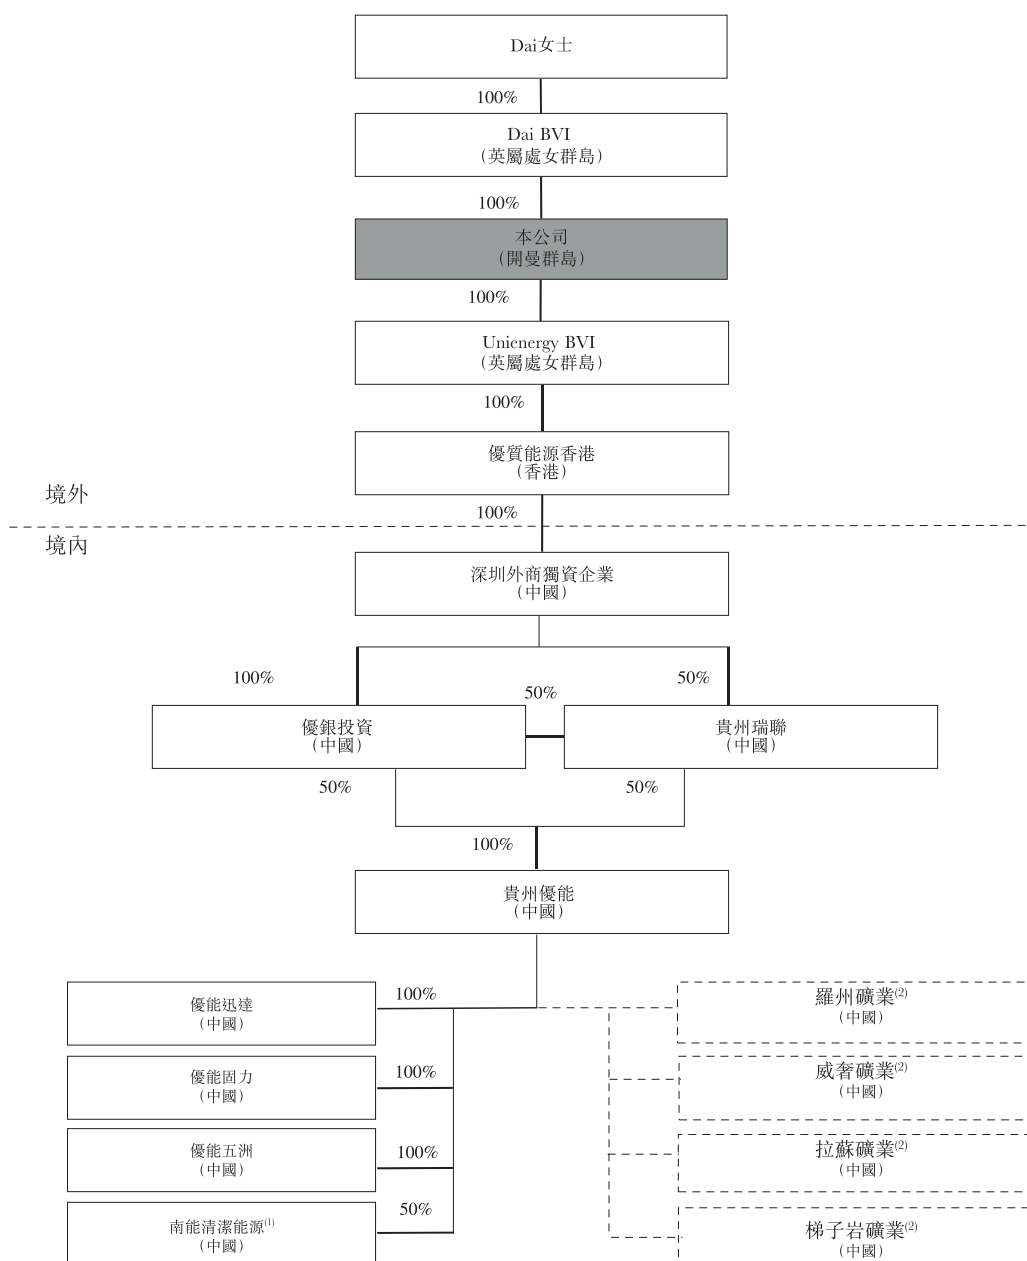 Dai女士
100%
Dai BVI
（英屬處女群島）
100%
本公司
（開曼群島）
100%
Unienergy BVI
（英屬處女群島）
100%
優質能源香港
（香港）
境外
100%
境內
深圳外商獨資企業
（中國）
100%
50%
50%
優銀投資
（中國）
貴州瑞聯
（中國）
50%
50%
100%
貴州優能
（中國）
優能迅達
（中國）
100%
羅州礦業(2)
（中國）
優能固力
（中國）
100%
威奢礦業(2)
（中國）
優能五洲
（中國）
100%
拉蘇礦業(2)
（中國）
南能清潔能源(1)
（中國）
50%
梯子岩礦業(2)
（中國）